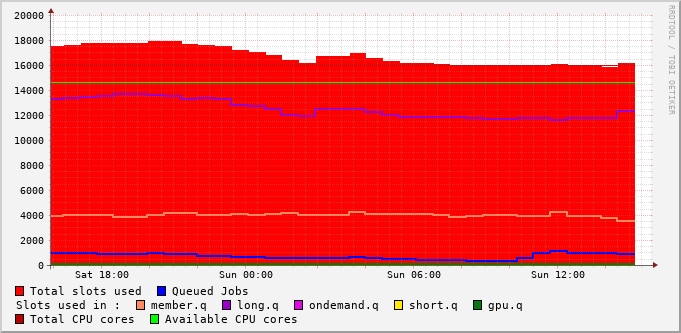 RRDTOOL / TOBI OETIKER
20000
18000
16000
14000
12000
10000
8000
6000
4000
2000
0
Sat 18:00 Sun 00:00 Sun 06:00 Sun 12:00
Total slots used Queued Jobs
Slots used in : member.q long.q ondemand.q short.q gpu.q
Total CPU cores Available CPU cores